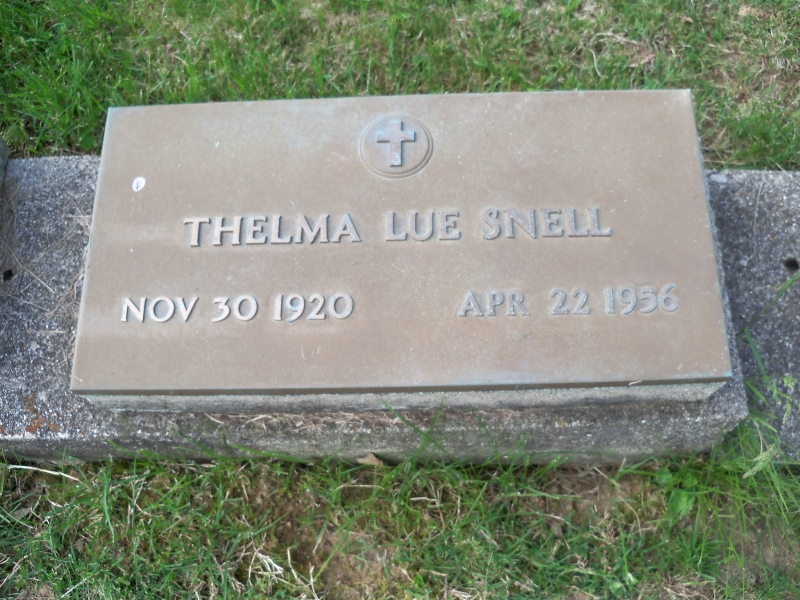 THELMA LUE SNELL
NOV 30 1920 APR 22 1956